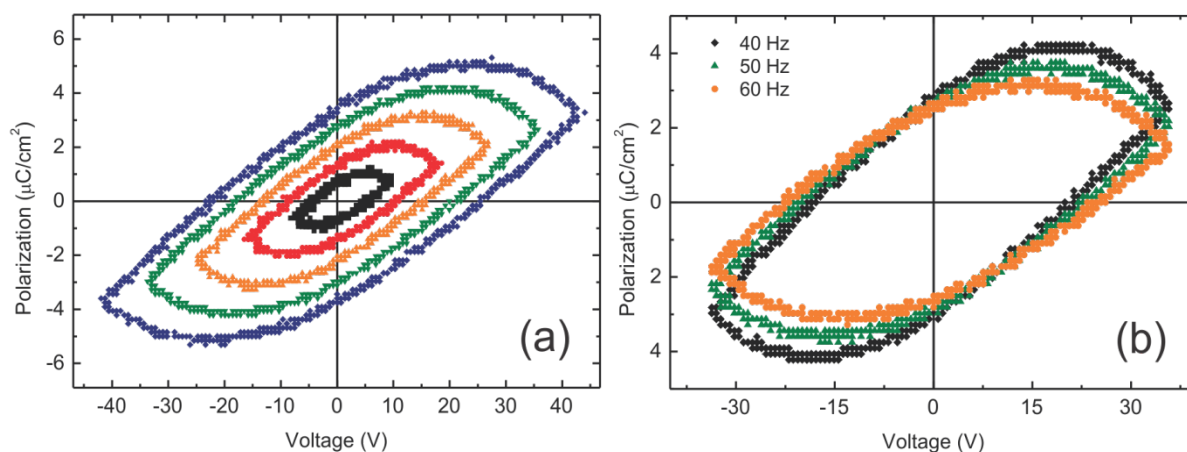 6
4
2
0
-2
-4
-6
-40 -30 -20 -10 0 10 20 30 40
Polarization (μC/cm²)
Voltage (V)
(a)
40 Hz
50 Hz
60 Hz
4
2
0
2
4
-30 -15 0 15 30
Polarization (μC/cm²)
Voltage (V)
(b)